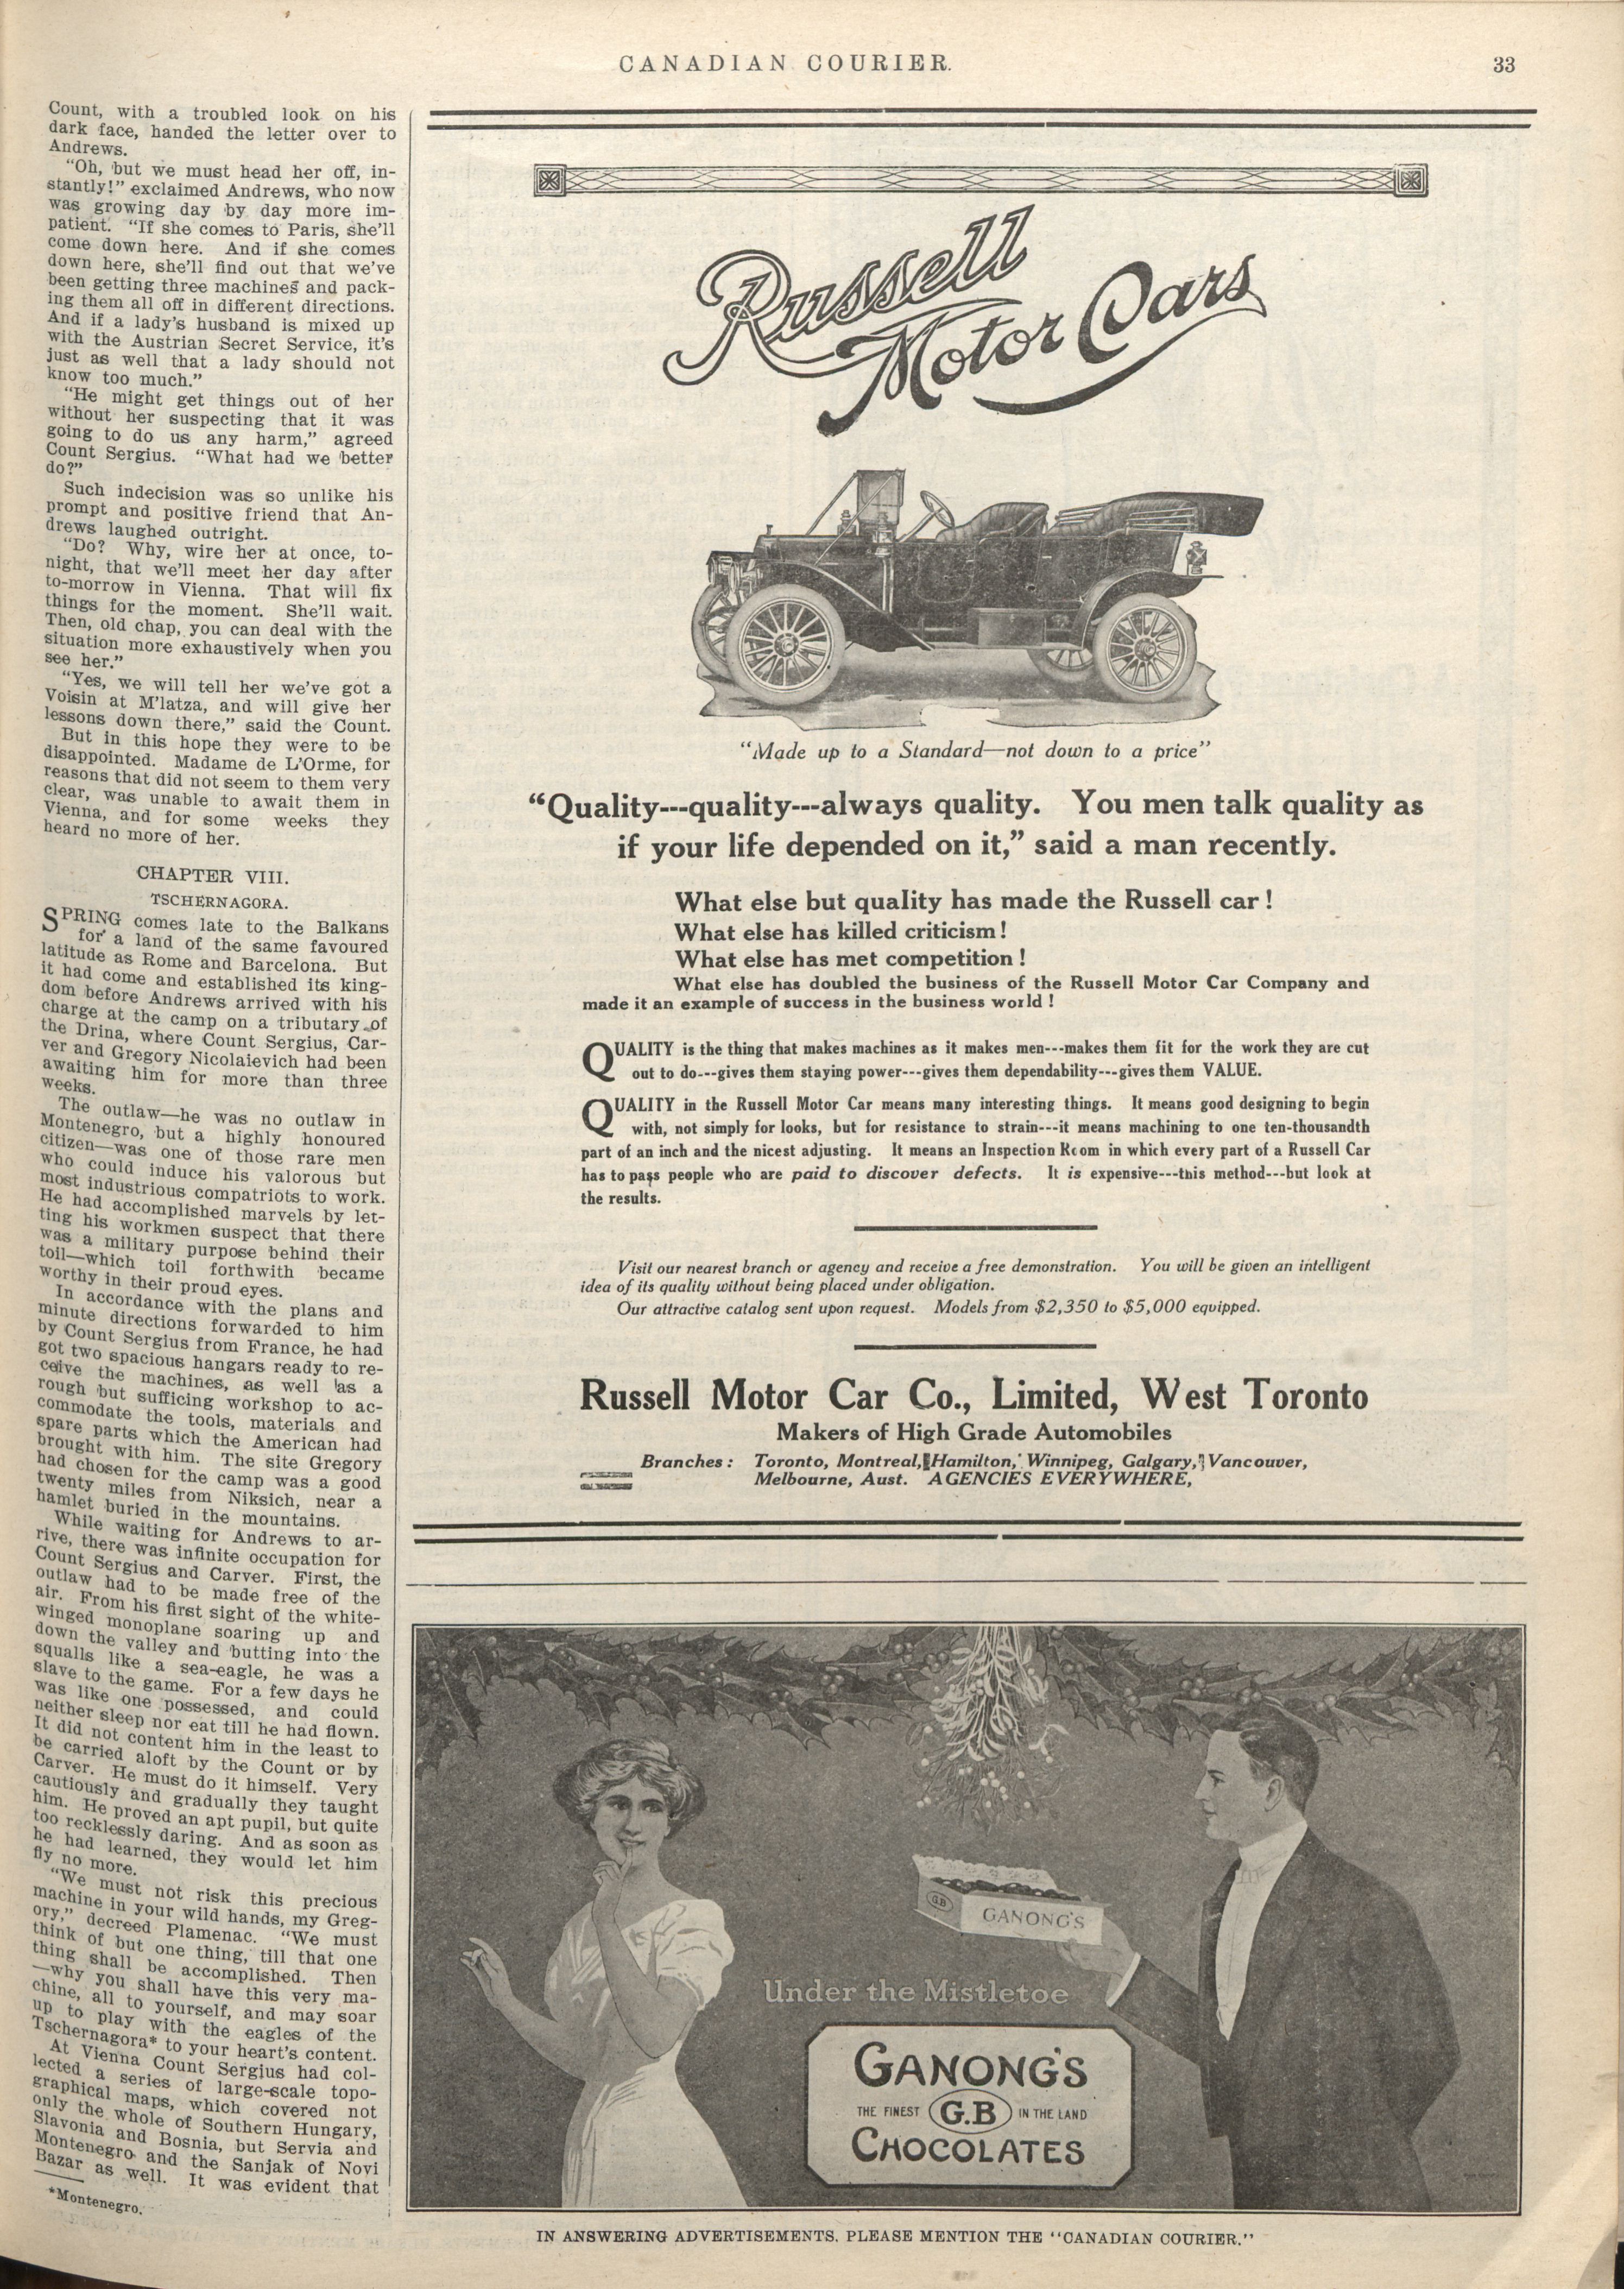 CANADIAN COURIER.
33
Count, with a troubled look on his
dark face, handed the letter over to
Andrews.
"Oh, but we must head her off, in-
stantly!" exclaimed Andrews, who now
was growing day by day more im-
patient. "If she comes to Paris, she'll
come down here. And if she comes
down here, she'll find out that we've
been getting three machines and pack-
ing them all off in different directions.
And if a lady's husband is mixed up
with the Austrian Secret Service, it's
just as well that a lady should not
know too much."
"He might get things out of her
without her suspecting that it was
going to do us any harm," agreed
Count Sergius. "What had we better
do?"
Such indecision was so unlike his
prompt and positive friend that An-
drews laughed outright.
"Do? Why, wire her at once, to-
night, that we'll meet her day after
to-morrow in Vienna. That will fix
things for the moment. She'll wait.
Then, old chap, you can deal with the
situation more exhaustively when you
see her."
"Yes, we will tell her we've got a
Voisin at M'latza, and will give her
lessons down there," said the Count.
But in this hope they were to be
disappointed. Madame de L'Orme, for
reasons that did not seem to them very
clear, was unable to await them in
Vienna, and for some weeks they
heard no more of her.
CHAPTER VIII.
TSCHERNAGORA.
SPRING comes late to the Balkans
for a land of the same favoured
latitude as Rome and Barcelona. But
it had come and established its king-
dom before Andrews arrived with his
charge at the camp on a tributary of
the Drina, where Count Sergius, Car-
ver and Gregory Nicolaievich had been
awaiting him for more than three
weeks.
The outlaw—he was no outlaw in
Montenegro, but a highly honoured
citizen—was one of those rare men
who could induce his valorous but
most industrious compatriots to work.
He had accomplished marvels by let-
ting his workmen suspect that there
was a military purpose behind their
toil—which toil forthwith became
worthy in their proud eyes.
In accordance with the plans and
minute directions forwarded to him
by Count Sergius from France, he had
got two spacious hangars ready to re-
ceive the machines, as well as a
rough but sufficing workshop to ac-
commodate the tools, materials and
spare parts which the American had
brought with him. The site Gregory
had chosen for the camp was a good
twenty miles from Niksich, near a
hamlet buried in the mountains.
While waiting for Andrews to ar-
rive, there was infinite occupation for
Count Sergius and Carver. First, the
outlaw had to be made free of the
air. From his first sight of the white-
winged monoplane soaring up and
down the valley and butting into the
squalls like a sea-eagle, he was a
slave to the game. For a few days he
was like one possessed, and could
neither sleep nor eat till he had flown.
It did not content him in the least to
be carried aloft by the Count or by
Carver. He must do it himself. Very
cautiously and gradually they taught
him. He proved an apt pupil, but quite
too recklessly daring. And as soon as
he had learned, they would let him
fly no more.
"We must not risk this precious
machine in your wild hands, my Greg-
ory," decreed Plamenac. "We must
think of but one thing, till that one
thing shall be accomplished. Then
—why you shall have this very ma-
chine, all to yourself, and may soar
up to play with the eagles of the
Tschernagora* to your heart's content.
At Vienna Count Sergius had col-
lected a series of large-scale topo-
graphical maps, which covered not
only the whole of Southern Hungary,
Slavonia and Bosnia, but Servia and
Montenegro and the Sanjak of Novi
Bazar as well. It was evident that
*Montenegro.
Russell
Motor Cars
"Made up to a Standard—not down to a price"
"Quality---quality---always quality. You men talk quality as
if your life depended on it," said a man recently.
What else but quality has made the Russell car!
What else has killed criticism!
What else has met competition!
What else has doubled the business of the Russell Motor Car Company and
made it an example of success in the business world!
QUALITY is the thing that makes machines as it makes men---makes them fit for the work they are cut
out to do---gives them staying power---gives them dependability---gives them VALUE.
QUALITY in the Russell Motor Car means many interesting things. It means good designing to begin
with, not simply for looks, but for resistance to strain---it means machining to one ten-thousandth
part of an inch and the nicest adjusting. It means an Inspection Room in which every part of a Russell Car
has to pass people who are paid to discover defects. It is expensive---this method---but look at
the results.
Visit our nearest branch or agency and receive a free demonstration. You will be given an intelligent
idea of its quality without being placed under obligation.
Our attractive catalog sent upon request. Models from $2,350 to $5,000 equipped.
Russell Motor Car Co., Limited, West Toronto
Makers of High Grade Automobiles
Branches: Toronto, Montreal, Hamilton, Winnipeg, Galgary, Vancouver,
Melbourne, Aust. AGENCIES EVERYWHERE,
G.B
GANONG'S
Under the Mistletoe
GANONG'S
THE FINEST G.B IN THE LAND
CHOCOLATES
IN ANSWERING ADVERTISEMENTS, PLEASE MENTION THE "CANADIAN COURIER."